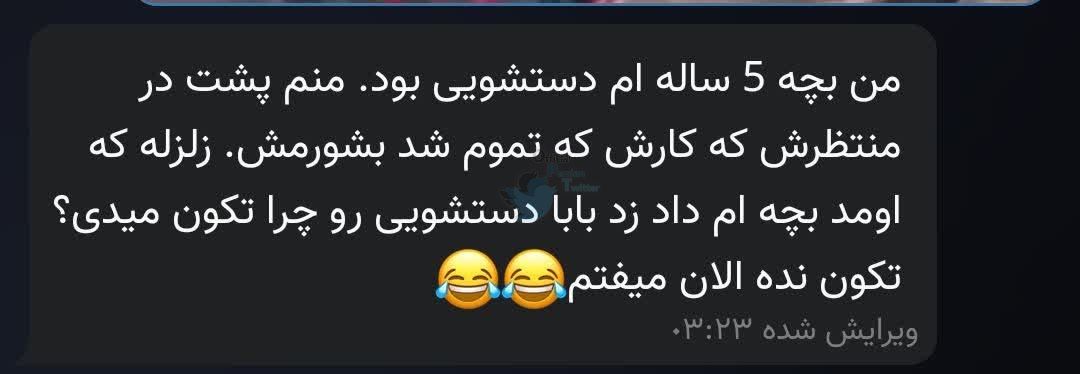 من بچه 5 ساله ام دستشویی بود. منم پشت در
منتظرش که کارش که تموم شد بشورمش. زلزله که
اومد بچه ام داد زد بابا دستشویی رو چرا تکون میدی؟
تکون نده الان میفتم😂😂
ویرایش شده ۰۳:۲۳
Persian
Twitter